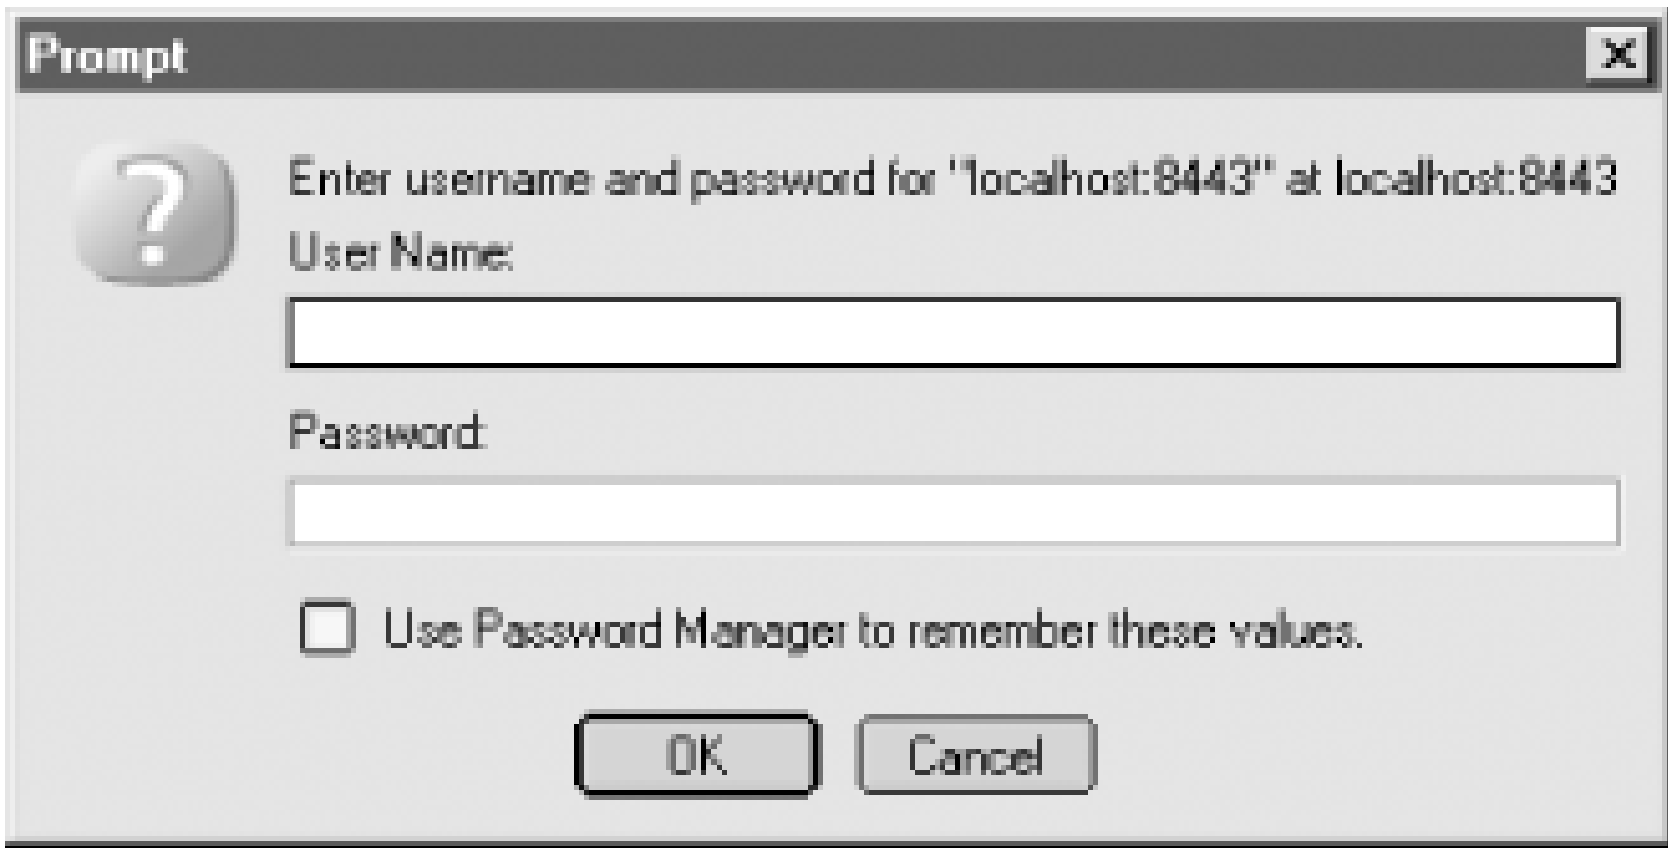 Prompt
Enter username and password for "localhost:8443" at localhost:8443
User Name:
Password:
Use Password Manager to remember these values.
OK Cancel